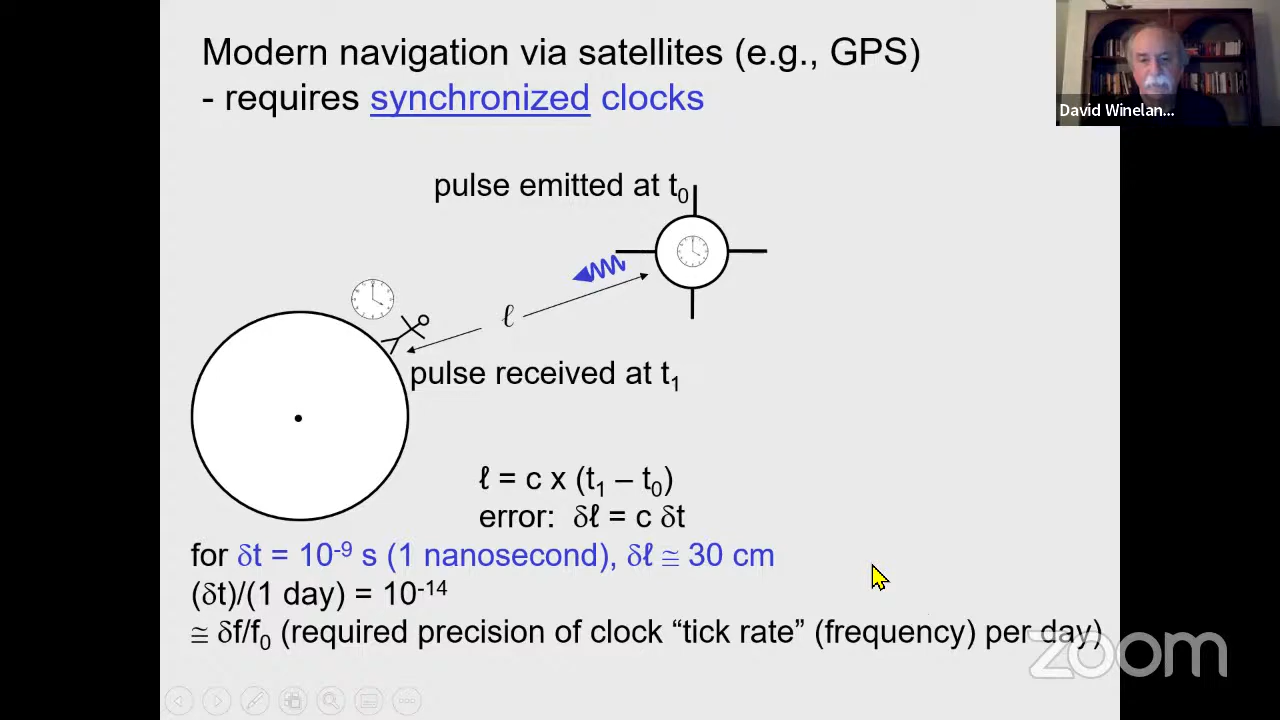 Modern navigation via satellites (e.g., GPS)
- requires synchronized clocks
David Winelan...
pulse emitted at t₀
ℓ
pulse received at t₁
ℓ = c x (t₁ – t₀)
error: δℓ = c δt
for δt = 10⁻⁹ s (1 nanosecond), δℓ ≅ 30 cm
(δt)/(1 day) = 10⁻¹⁴
≅ δf/f₀ (required precision of clock “tick rate” (frequency) per day)
zoom